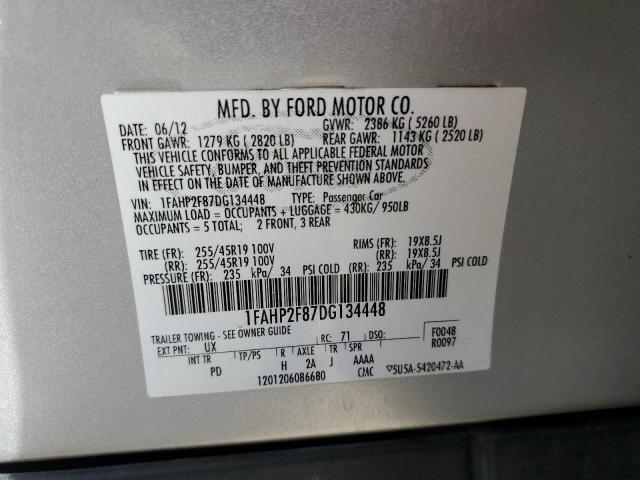 MFD. BY FORD MOTOR CO.
DATE: 06/12 GVWR: 2386 KG ( 5260 LB)
FRONT GAWR: 1279 KG ( 2820 LB) REAR GAWR: 1143 KG ( 2520 LB)
THIS VEHICLE CONFORMS TO ALL APPLICABLE FEDERAL MOTOR
VEHICLE SAFETY, BUMPER, AND THEFT PREVENTION STANDARDS
IN EFFECT ON THE DATE OF MANUFACTURE SHOWN ABOVE.
VIN: 1FAHP2F87DG134448 TYPE: Passenger Car
MAXIMUM LOAD = OCCUPANTS + LUGGAGE = 430KG/ 950LB
OCCUPANTS = 5 TOTAL; 2 FRONT, 3 REAR
TIRE (FR): 255/45R19 100V RIMS (FR): 19X8.5J
(RR): 255/45R19 100V (RR): 19X8.5J
PRESSURE (FR): 235 kPa/ 34 PSI COLD (RR): 235 kPa/ 34 PSI COLD
1FAHP2F87DG134448
TRAILER TOWING - SEE OWNER GUIDE
EXT PNT: UX RC: 71 DSO: F0048
R0097
INT TR TP/PS R AXLE TR SPR
PD H 2A J AAAA
1201206086680 CMC ▽5U5A-5420472-AA